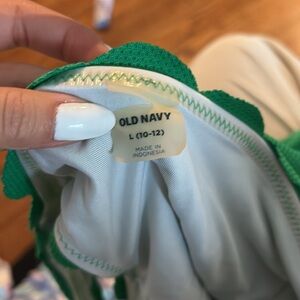 OLD NAVY
L (10-12)
MADE IN
INDONESIA